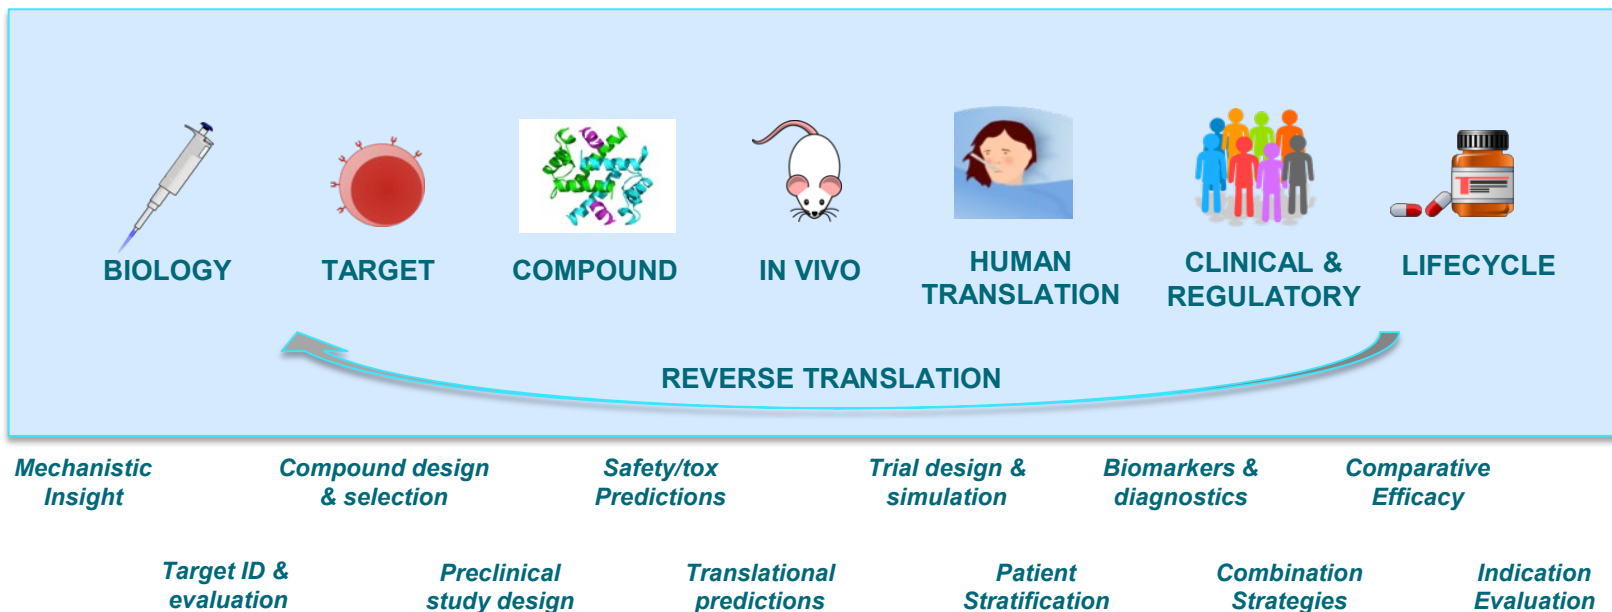 BIOLOGY
TARGET
COMPOUND
IN VIVO
HUMAN
TRANSLATION
CLINICAL &
REGULATORY
LIFECYCLE
REVERSE TRANSLATION
Mechanistic
Insight
Compound design
& selection
Safety/tox
Predictions
Trial design &
simulation
Biomarkers &
diagnostics
Comparative
Efficacy
Target ID &
evaluation
Preclinical
study design
Translational
predictions
Patient
Stratification
Combination
Strategies
Indication
Evaluation